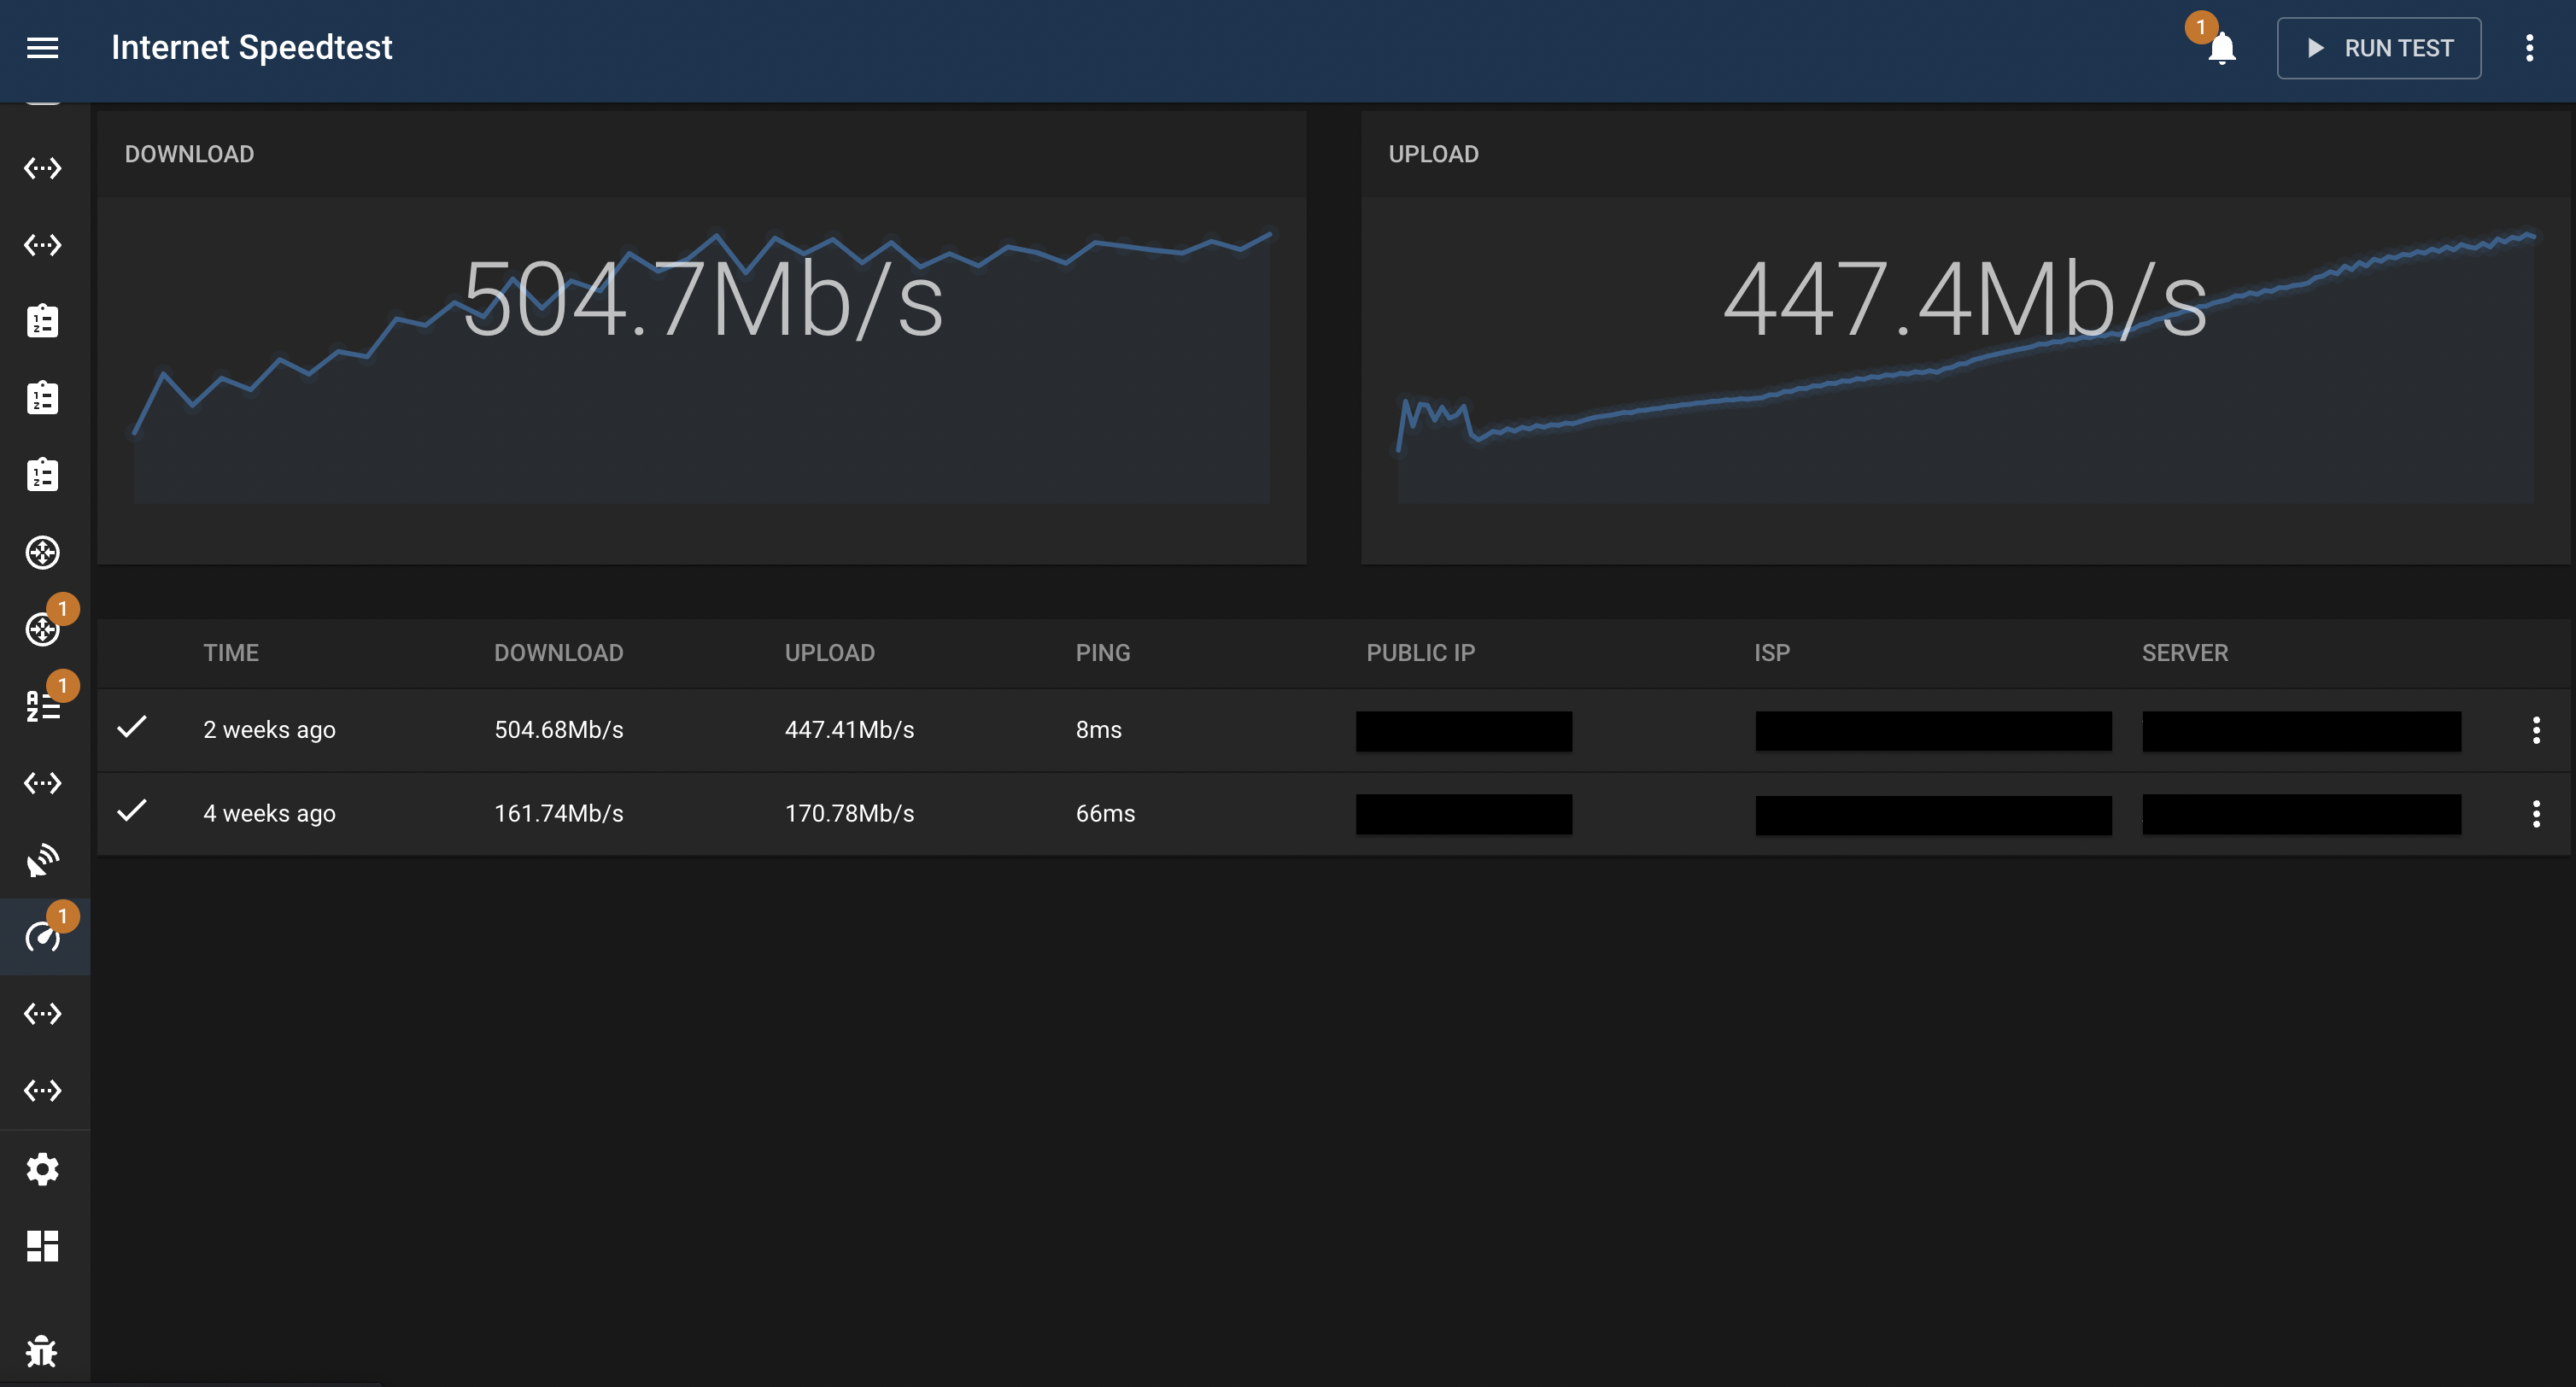 Internet Speedtest
1
RUN TEST
DOWNLOAD
504.7Mb/s
UPLOAD
447.4Mb/s
1
1
1
TIME DOWNLOAD UPLOAD PING PUBLIC IP ISP SERVER
2 weeks ago 504.68Mb/s 447.41Mb/s 8ms
4 weeks ago 161.74Mb/s 170.78Mb/s 66ms